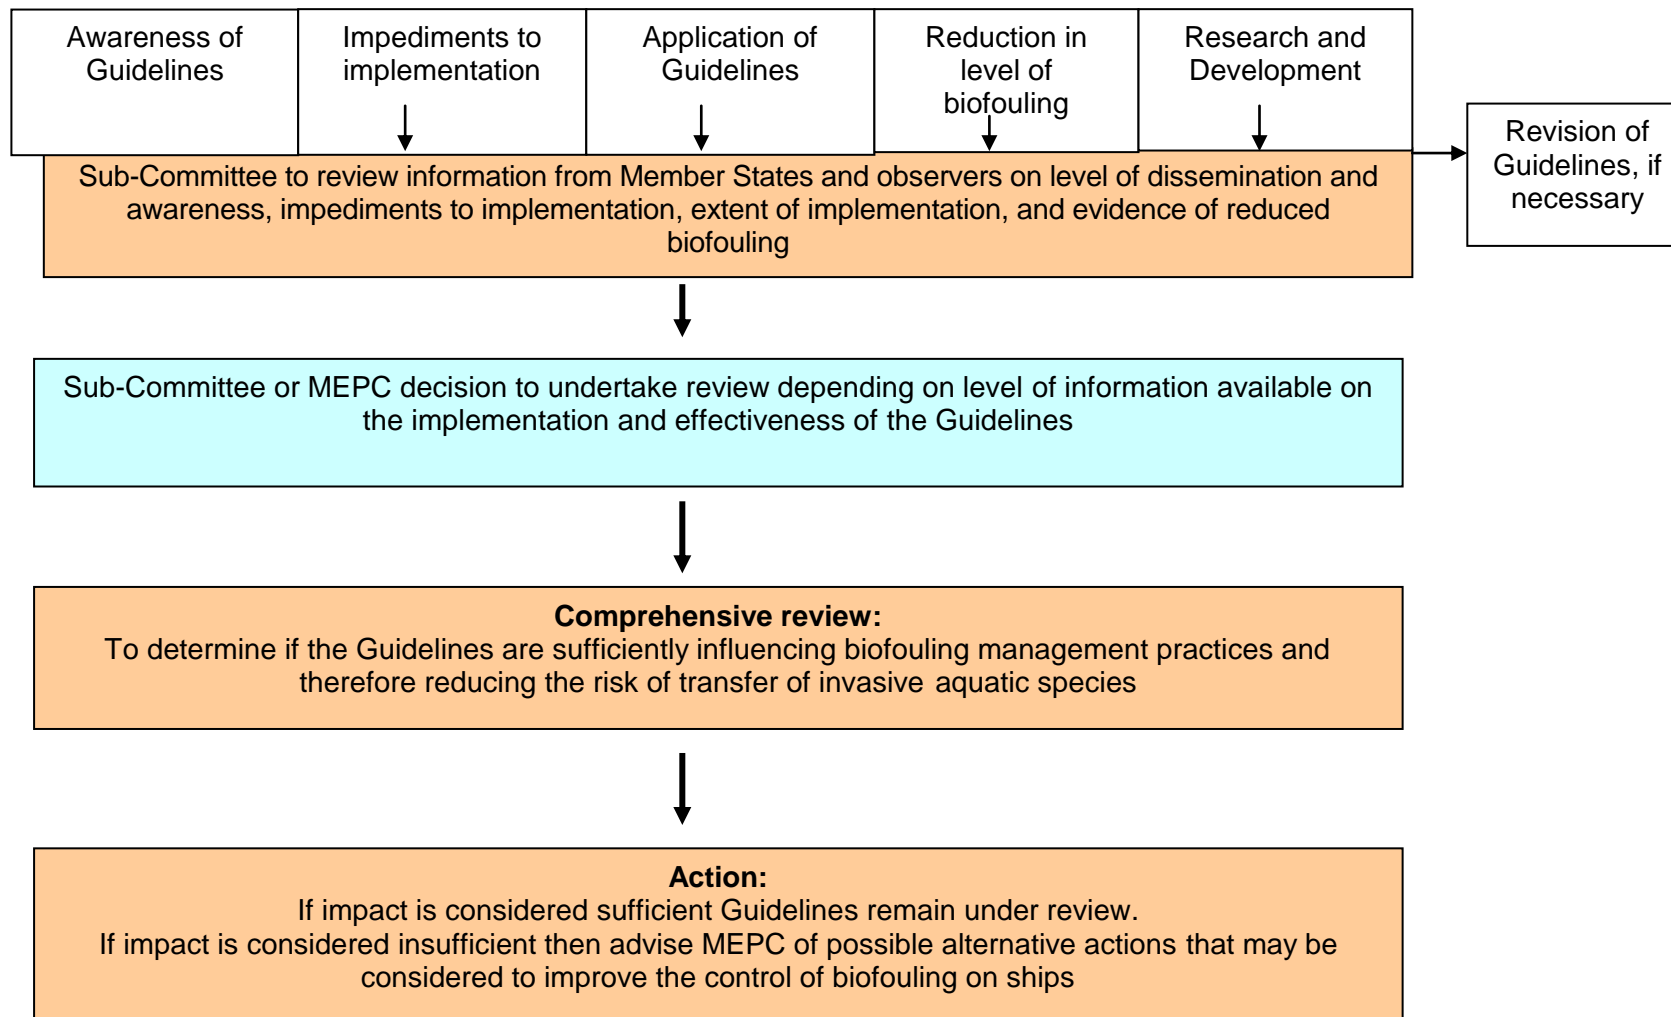 Awareness of
Guidelines
Impediments to
implementation
Application of
Guidelines
Reduction in
level of
biofouling
Research and
Development
Revision of
Guidelines, if
necessary
Sub-Committee to review information from Member States and observers on level of dissemination and
awareness, impediments to implementation, extent of implementation, and evidence of reduced
biofouling
Sub-Committee or MEPC decision to undertake review depending on level of information available on
the implementation and effectiveness of the Guidelines
Comprehensive review:
To determine if the Guidelines are sufficiently influencing biofouling management practices and
therefore reducing the risk of transfer of invasive aquatic species
Action:
If impact is considered sufficient Guidelines remain under review.
If impact is considered insufficient then advise MEPC of possible alternative actions that may be
considered to improve the control of biofouling on ships